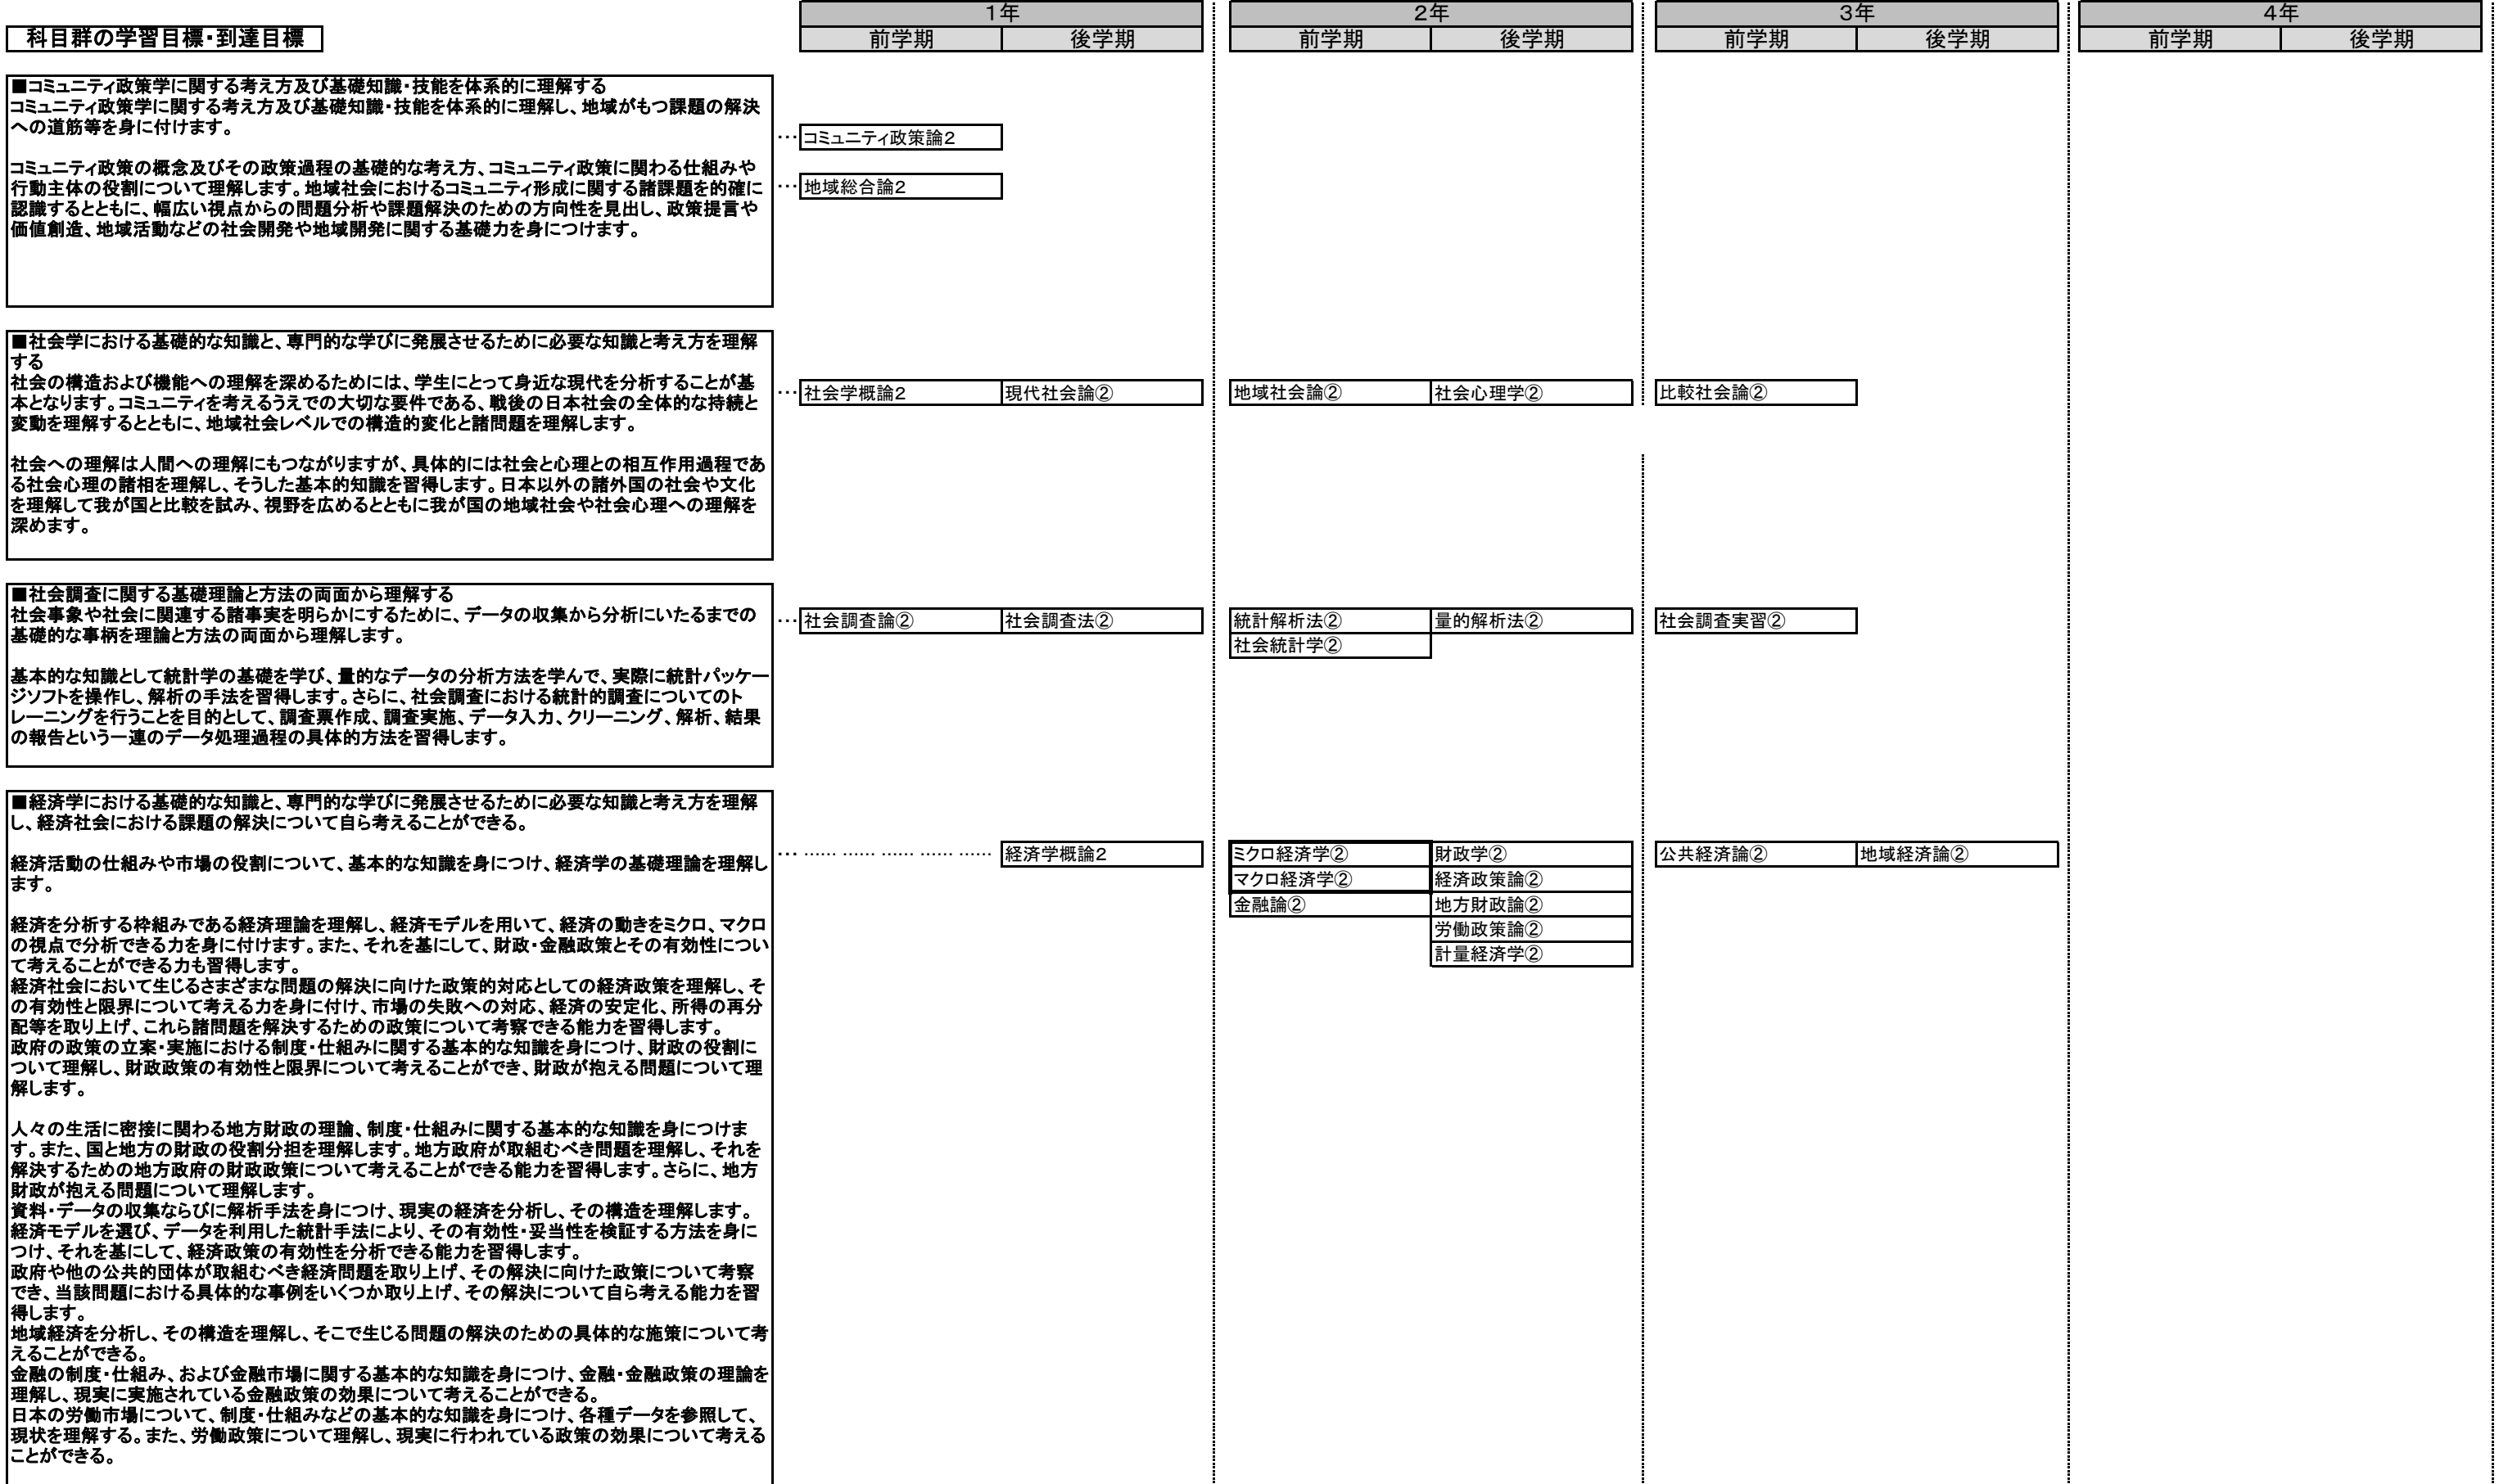 1年 2年 3年 4年
科目群の学習目標・到達目標 前学期 後学期 前学期 後学期 前学期 後学期 前学期 後学期
■コミュニティ政策学に関する考え方及び基礎知識・技能を体系的に理解する
コミュニティ政策学に関する考え方及び基礎知識・技能を体系的に理解し、地域がもつ課題の解決
への道筋等を身に付けます。
… コミュニティ政策論2
コミュニティ政策の概念及びその政策過程の基礎的な考え方、コミュニティ政策に関わる仕組みや
行動主体の役割について理解します。地域社会におけるコミュニティ形成に関する諸課題を的確に
… 地域総合論2
認識するとともに、幅広い視点からの問題分析や課題解決のための方向性を見出し、政策提言や
価値創造、地域活動などの社会開発や地域開発に関する基礎力を身につけます。
■社会学における基礎的な知識と、専門的な学びに発展させるために必要な知識と考え方を理解
する
社会の構造および機能への理解を深めるためには、学生にとって身近な現代を分析することが基
本となります。コミュニティを考えるうえでの大切な要件である、戦後の日本社会の全体的な持続と
… 社会学概論2 現代社会論② 地域社会論② 社会心理学② 比較社会論②
変動を理解するとともに、地域社会レベルでの構造的変化と諸問題を理解します。
社会への理解は人間への理解にもつながりますが、具体的には社会と心理との相互作用過程であ
る社会心理の諸相を理解し、そうした基本的知識を習得します。日本以外の諸外国の社会や文化
を理解して我が国と比較を試み、視野を広めるとともに我が国の地域社会や社会心理への理解を
深めます。
■社会調査に関する基礎理論と方法の両面から理解する
社会事象や社会に関連する諸事実を明らかにするために、データの収集から分析にいたるまでの
… 社会調査論② 社会調査法② 統計解析法② 量的解析法② 社会調査実習②
基礎的な事柄を理論と方法の両面から理解します。
社会統計学②
基本的な知識として統計学の基礎を学び、量的なデータの分析方法を学んで、実際に統計パッケー
ジソフトを操作し、解析の手法を習得します。さらに、社会調査における統計的調査についてのト
レーニングを行うことを目的として、調査票作成、調査実施、データ入力、クリーニング、解析、結果
の報告という一連のデータ処理過程の具体的方法を習得します。
■経済学における基礎的な知識と、専門的な学びに発展させるために必要な知識と考え方を理解
し、経済社会における課題の解決について自ら考えることができる。
… …… …… …… …… …… 経済学概論2 ミクロ経済学② 財政学② 公共経済論② 地域経済論②
経済活動の仕組みや市場の役割について、基本的な知識を身につけ、経済学の基礎理論を理解し
ます。
マクロ経済学② 経済政策論②
金融論② 地方財政論②
経済を分析する枠組みである経済理論を理解し、経済モデルを用いて、経済の動きをミクロ、マクロ
労働政策論②
の視点で分析できる力を身に付けます。また、それを基にして、財政・金融政策とその有効性につい
計量経済学②
て考えることができる力も習得します。
経済社会において生じるさまざまな問題の解決に向けた政策的対応としての経済政策を理解し、そ
の有効性と限界について考える力を身に付け、市場の失敗への対応、経済の安定化、所得の再分
配等を取り上げ、これら諸問題を解決するための政策について考察できる能力を習得します。
政府の政策の立案・実施における制度・仕組みに関する基本的な知識を身につけ、財政の役割に
ついて理解し、財政政策の有効性と限界について考えることができ、財政が抱える問題について理
解します。
人々の生活に密接に関わる地方財政の理論、制度・仕組みに関する基本的な知識を身につけま
す。また、国と地方の財政の役割分担を理解します。地方政府が取組むべき問題を理解し、それを
解決するための地方政府の財政政策について考えることができる能力を習得します。さらに、地方
財政が抱える問題について理解します。
資料・データの収集ならびに解析手法を身につけ、現実の経済を分析し、その構造を理解します。
経済モデルを選び、データを利用した統計手法により、その有効性・妥当性を検証する方法を身に
つけ、それを基にして、経済政策の有効性を分析できる能力を習得します。
政府や他の公共的団体が取組むべき経済問題を取り上げ、その解決に向けた政策について考察
でき、当該問題における具体的な事例をいくつか取り上げ、その解決について自ら考える能力を習
得します。
地域経済を分析し、その構造を理解し、そこで生じる問題の解決のための具体的な施策について考
えることができる。
金融の制度・仕組み、および金融市場に関する基本的な知識を身につけ、金融・金融政策の理論を
理解し、現実に実施されている金融政策の効果について考えることができる。
日本の労働市場について、制度・仕組みなどの基本的な知識を身につけ、各種データを参照して、
現状を理解する。また、労働政策について理解し、現実に行われている政策の効果について考える
ことができる。